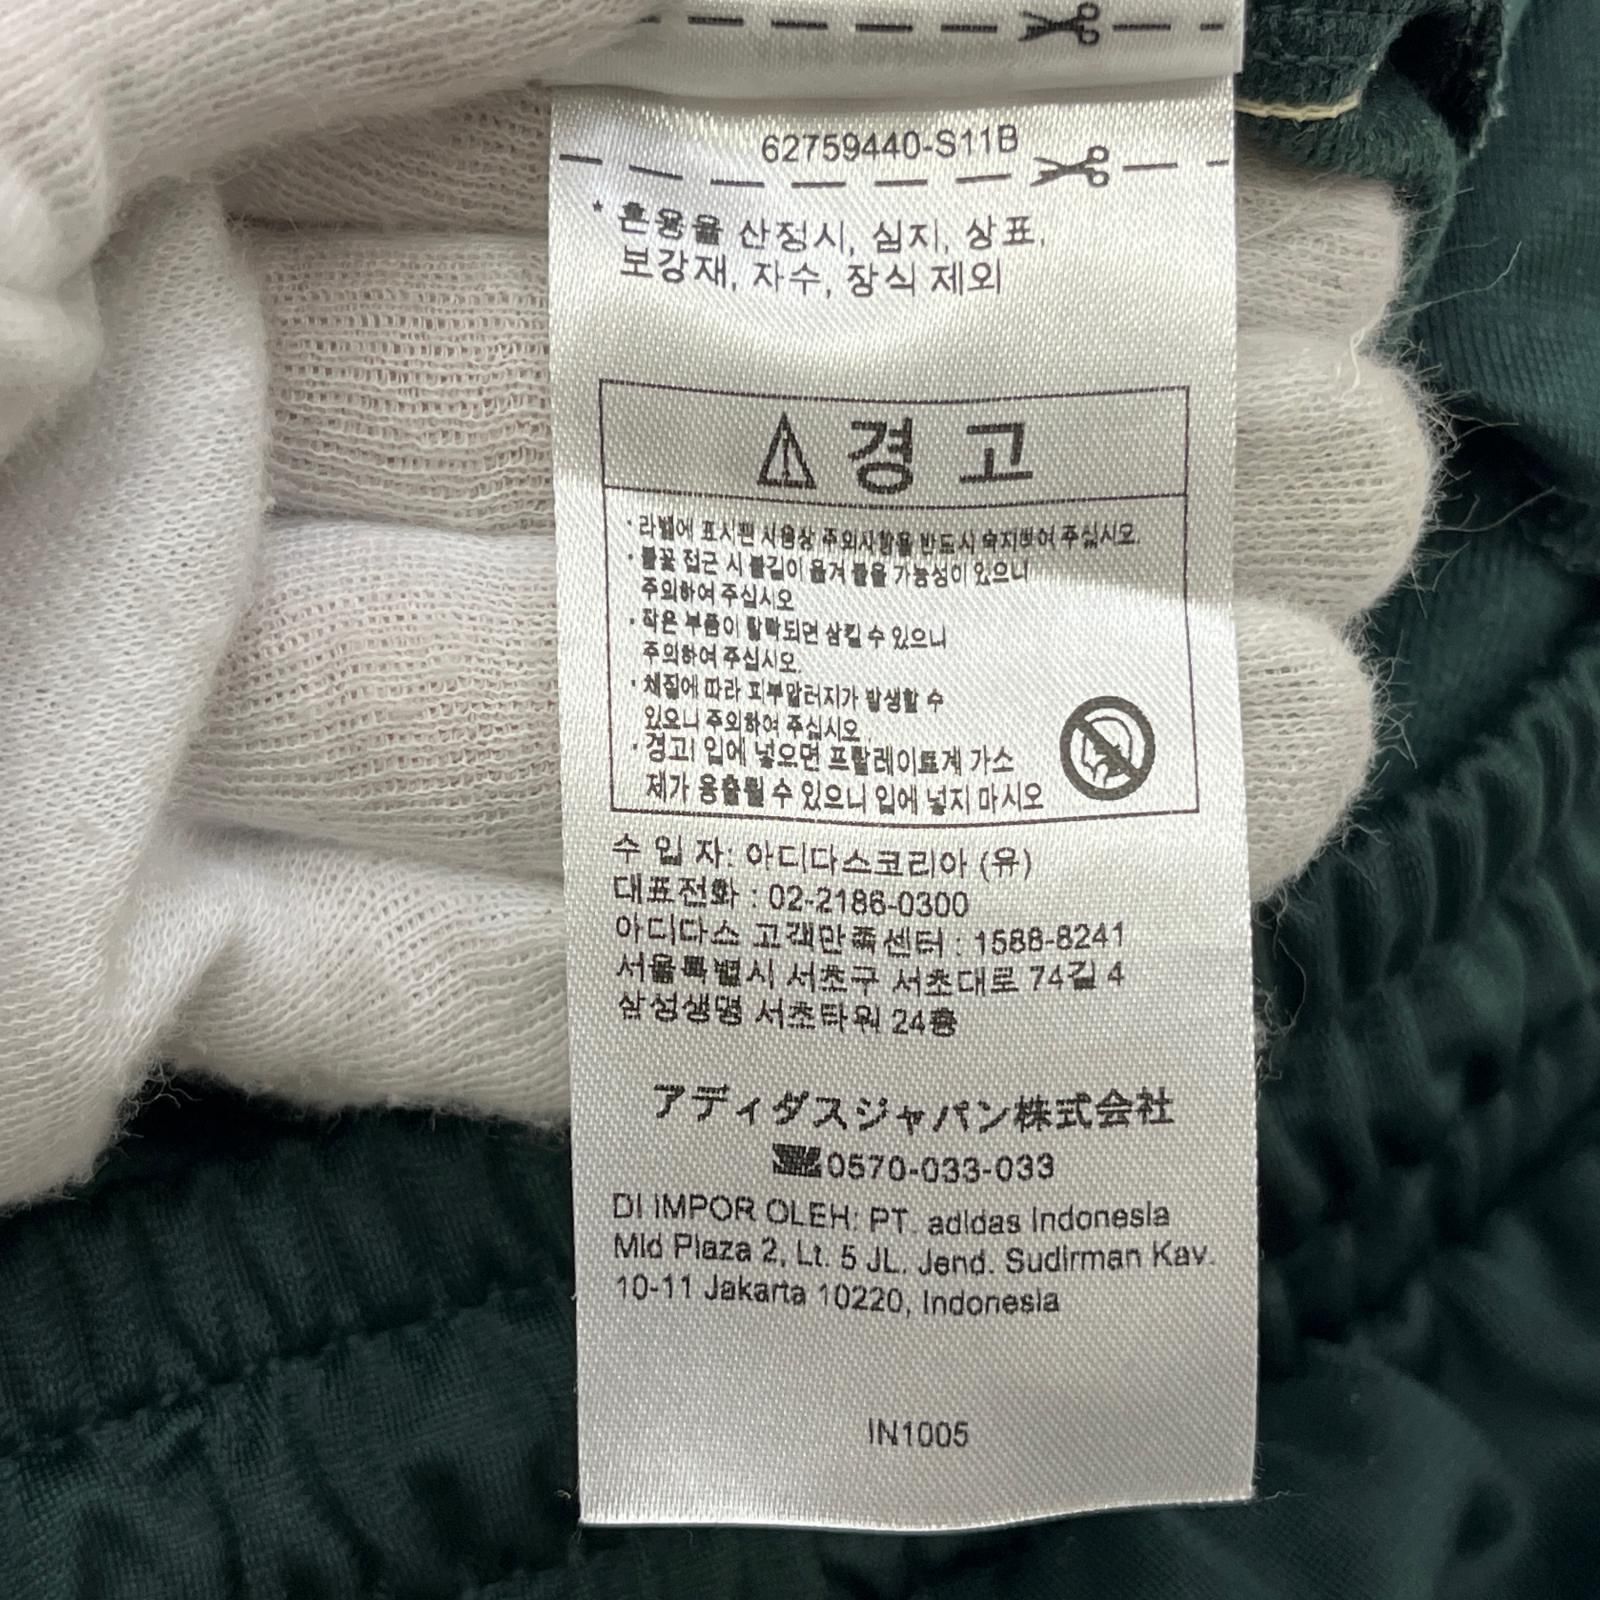 62759440-S11B
* 혼용율 산정시, 심지, 상표,
보강재, 자수, 장식 제외
경 고
· 라벨에 표시된 사용상 주의사항을 반드시 숙지하여 주십시오.
· 불꽃 접근 시 불길이 옮겨 붙을 가능성이 있으니
주의하여 주십시오
· 작은 부품이 탈락되면 삼킬 수 있으니
주의하여 주십시오.
· 체질에 따라 피부알러지가 발생할 수
있으니 주의하여 주십시오.
· 경고! 입에 넣으면 프탈레이트계 가소
제가 용출될 수 있으니 입에 넣지 마시오
수 입 자: 아디다스코리아 (유)
대표전화 : 02-2186-0300
아디다스 고객만족센터 : 1588-8241
서울특별시 서초구 서초대로 74길 4
삼성생명 서초타워 24층
アディダスジャパン株式会社
0570-033-033
DI IMPOR OLEH: PT. adidas Indonesia
Mid Plaza 2, Lt. 5 JL. Jend. Sudirman Kav.
10-11 Jakarta 10220, Indonesia
IN1005